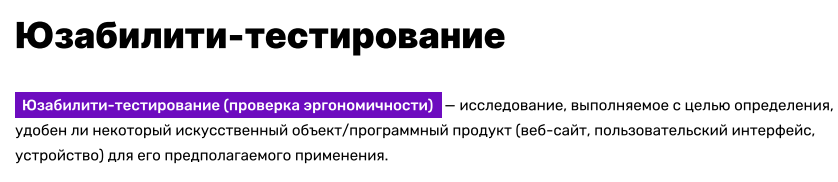 Юзабилити-тестирование
Юзабилити-тестирование (проверка эргономичности) — исследование, выполняемое с целью определения,
удобен ли некоторый искусственный объект/программный продукт (веб-сайт, пользовательский интерфейс,
устройство) для его предполагаемого применения.